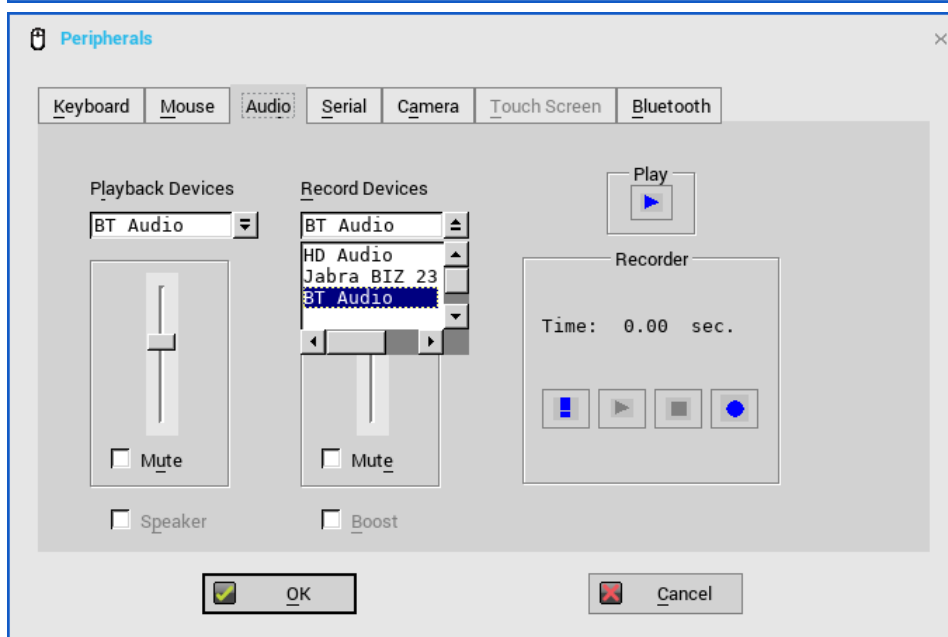 Peripherals
Keyboard Mouse Audio Serial Camera Touch Screen Bluetooth
Playback Devices
BT Audio
Mute
Speaker
Record Devices
BT Audio
HD Audio
Jabra BIZ 23
BT Audio
Mute
Boost
Play
Recorder
Time: 0.00 sec.
OK
Cancel